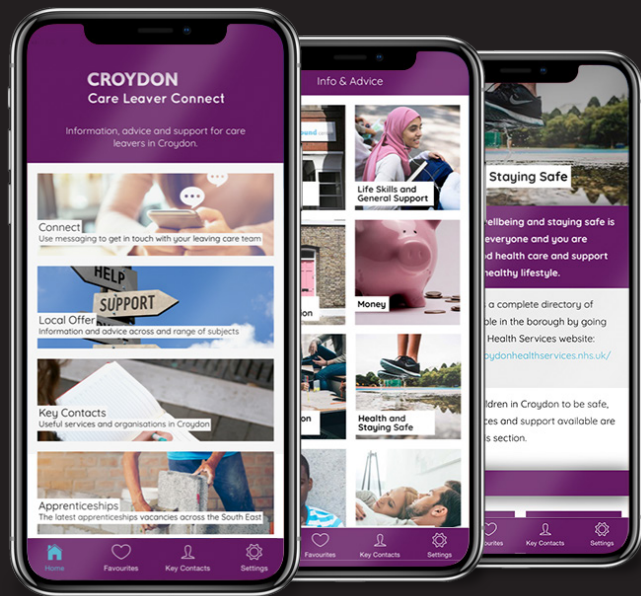 CROYDON
Care Leaver Connect
Information, advice and support for care
leavers in Croydon.
Connect
Use messaging to get in touch with your leaving care team
HELP
SUPPORT
Local Offer
Information and advice across and range of subjects
Key Contacts
Useful services and organisations in Croydon
Apprenticeships
The latest apprenticeships vacancies across the South East
Home
Favourites
Key Contacts
Settings
Info & Advice
Life Skills and
General Support
Money
Health and
Staying Safe
Favourites
Key Contacts
Settings
Staying Safe
ellbeing and staying safe is
everyone and you are
d health care and support
healthy lifestyle.
a complete directory of
ble in the borough by going
Health Services website:
oydonhealthservices.nhs.uk/
ildren in Croydon to be safe,
ces and support available are
is section.
ourites
Key Contacts
Settings